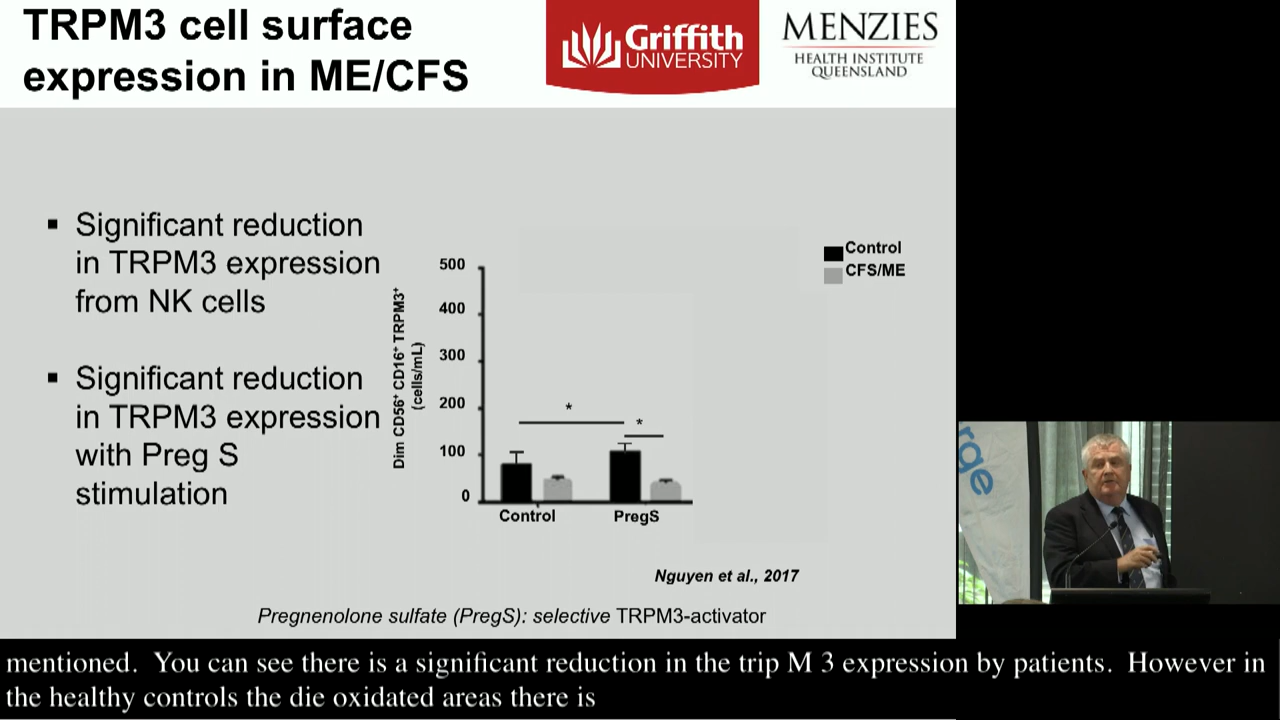 TRPM3 cell surface
expression in ME/CFS
Griffith
UNIVERSITY
MENZIES
HEALTH INSTITUTE
QUEENSLAND
▪ Significant reduction
in TRPM3 expression
from NK cells
▪ Significant reduction
in TRPM3 expression
with Preg S
stimulation
Dim CD56⁺ CD16⁺ TRPM3⁺
(cells/mL)
500
400
300
200
100
0
*
*
Control
PregS
Control
CFS/ME
Nguyen et al., 2017
Pregnenolone sulfate (PregS): selective TRPM3-activator
rge
mentioned. You can see there is a significant reduction in the trip M 3 expression by patients. However in
the healthy controls the die oxidated areas there is